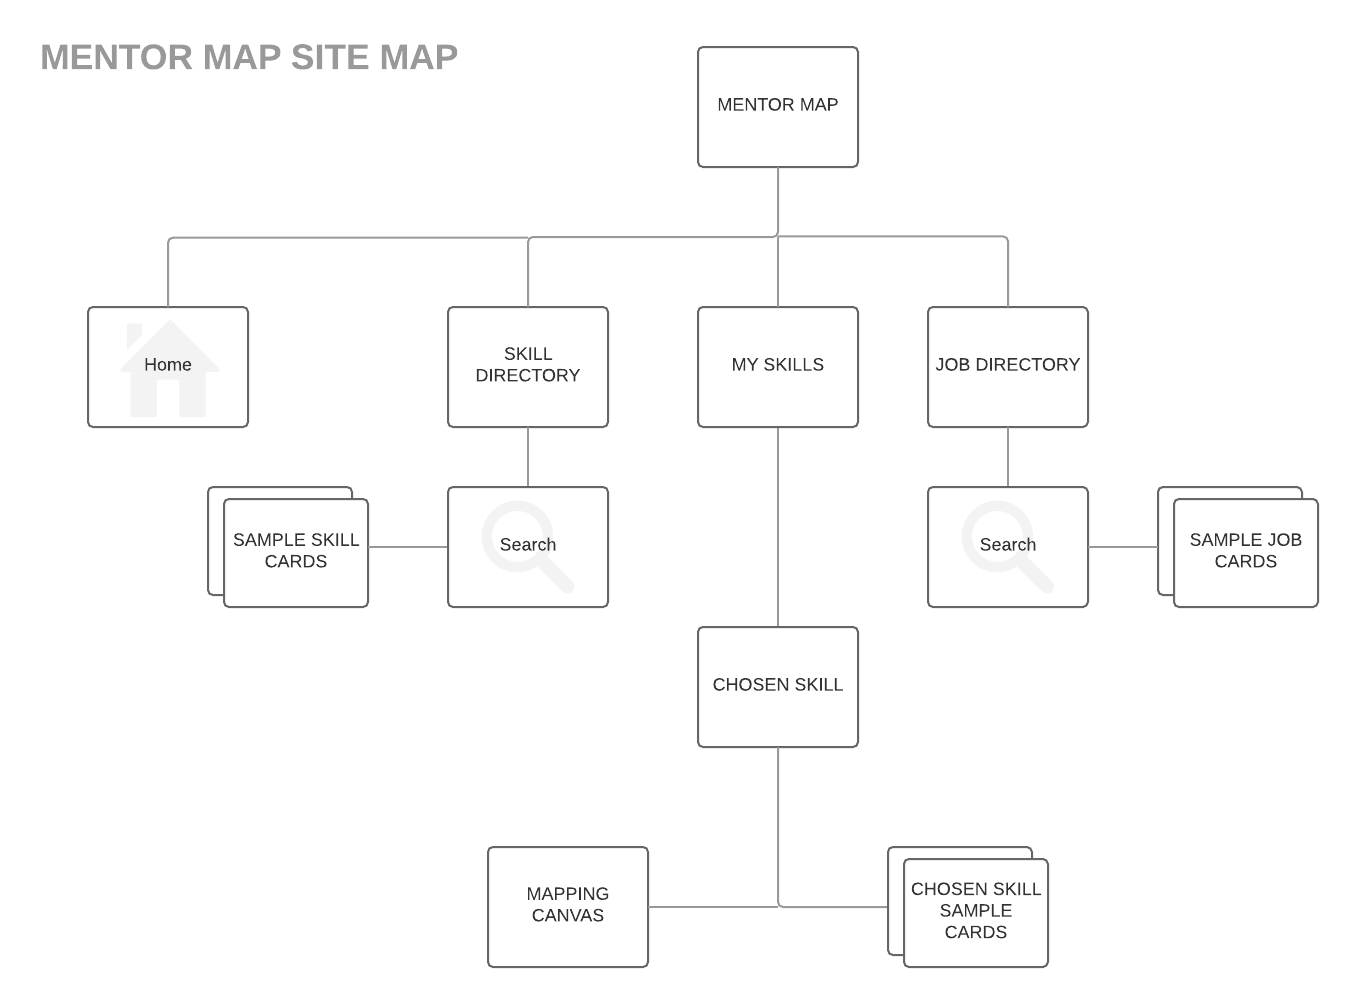 MENTOR MAP SITE MAP
MENTOR MAP
Home
SKILL
DIRECTORY
MY SKILLS
JOB DIRECTORY
SAMPLE SKILL
CARDS
Search
Search
SAMPLE JOB
CARDS
CHOSEN SKILL
MAPPING
CANVAS
CHOSEN SKILL
SAMPLE
CARDS